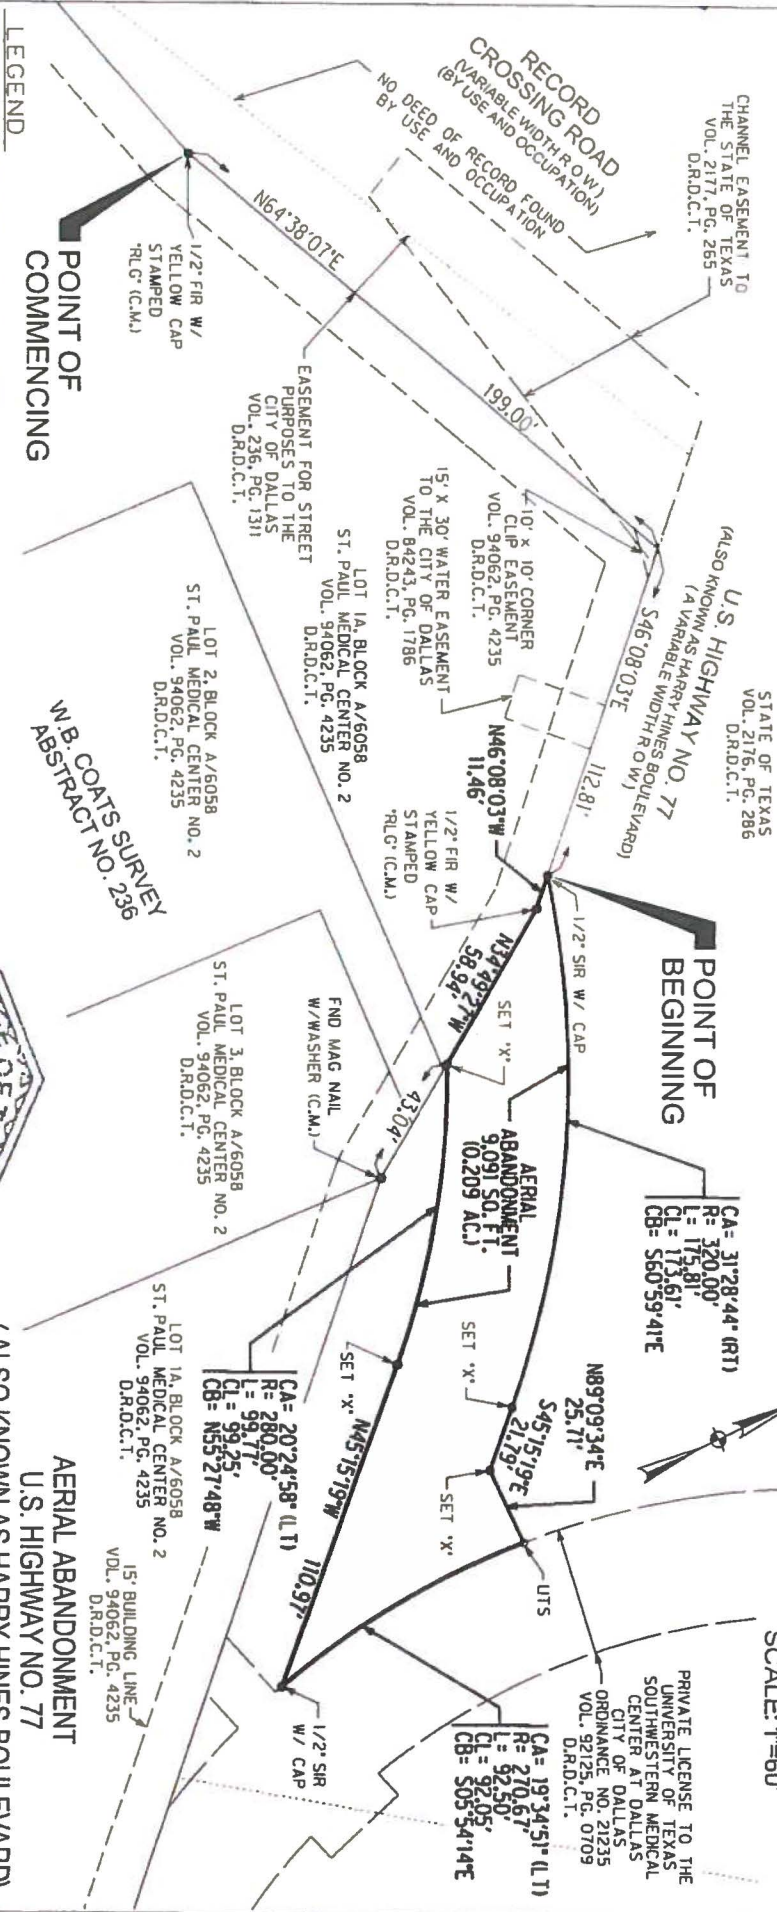 LEGEND
RECORD
CROSSING ROAD
(VARIABLE WIDTH R O W)
(BY USE AND OCCUPATION)
NO DEED OF RECORD FOUND
BY USE AND OCCUPATION
CHANNEL EASEMENT TO
THE STATE OF TEXAS
VOL. 2177, PG. 265
D.R.D.C.T.
N64°38'07"E
199.00'
1/2" FIR W/
YELLOW CAP
STAMPED
"RLG" (C.M.)
POINT OF
COMMENCING
EASEMENT FOR STREET
PURPOSES TO THE
CITY OF DALLAS
VOL. 236, PG. 1311
D.R.D.C.T.
STATE OF TEXAS
VOL. 2176, PG. 286
D.R.D.C.T.
U.S. HIGHWAY NO. 77
(ALSO KNOWN AS HARRY HINES BOULEVARD)
(A VARIABLE WIDTH R O W)
S46°08'03"E
112.81'
10' x 10' CORNER
CLIP EASEMENT
VOL. 94062, PG. 4235
D.R.D.C.T.
15' X 30' WATER EASEMENT
TO THE CITY OF DALLAS
VOL. 84243, PG. 1786
D.R.D.C.T.
LOT 1A, BLOCK A/6058
ST. PAUL MEDICAL CENTER NO. 2
VOL. 94062, PG. 4235
D.R.D.C.T.
LOT 2, BLOCK A/6058
ST. PAUL MEDICAL CENTER NO. 2
VOL. 94062, PG. 4235
D.R.D.C.T.
W.B. COATS SURVEY
ABSTRACT NO. 236
N46°08'03"W
11.46'
1/2" FIR W/
YELLOW CAP
STAMPED
"RLG" (C.M.)
POINT OF
BEGINNING
1/2" SIR W/ CAP
N34°49'27"W
58.94'
SET "X"
43.04'
FND MAG NAIL
W/WASHER (C.M.)
LOT 3, BLOCK A/6058
ST. PAUL MEDICAL CENTER NO. 2
VOL. 94062, PG. 4235
D.R.D.C.T.
AERIAL
ABANDONMENT
9,091 SQ. FT.
(0.209 AC.)
CA= 31°28'44" (RT)
R= 320.00'
L= 175.81'
CL= 173.61'
CB= S60°59'41"E
SET "X"
SET "X"
N89°09'34"E
25.71'
S45°15'19"E
21.79'
SET "X"
UTS
N45°15'19"W
110.97'
CA= 20°24'58" (LT)
R= 280.00'
L= 99.77'
CL= 99.25'
CB= N55°27'48"W
LOT 1A, BLOCK A/6058
ST. PAUL MEDICAL CENTER NO. 2
VOL. 94062, PG. 4235
D.R.D.C.T.
SCALE: 1"=60'
PRIVATE LICENSE TO THE
UNIVERSITY OF TEXAS
SOUTHWESTERN MEDICAL
CENTER AT DALLAS
CITY OF DALLAS
ORDINANCE NO. 21235
VOL. 92125, PG. 0709
D.R.D.C.T.
CA= 19°34'51" (LT)
R= 270.67'
L= 92.50'
CL= 92.05'
CB= S05°54'14"E
1/2" SIR
W/ CAP
15' BUILDING LINE
VOL. 94062, PG. 4235
D.R.D.C.T.
AERIAL ABANDONMENT
U.S. HIGHWAY NO. 77
(ALSO KNOWN AS HARRY HINES BOULEVARD)